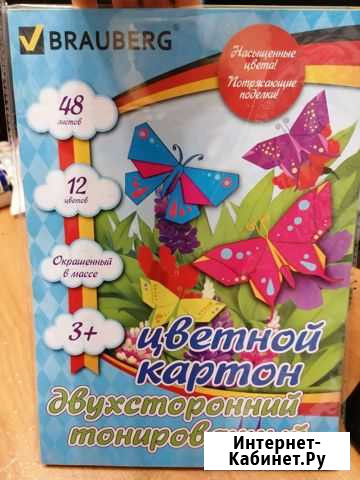 BRAUBERG
Насыщенные
цвета!
Потрясающие
поделки!
48
листов
12
цветов
Окрашенный
в массе
3+
цветной
картон
двухсторонний
Интернет-
Кабинет.Ру